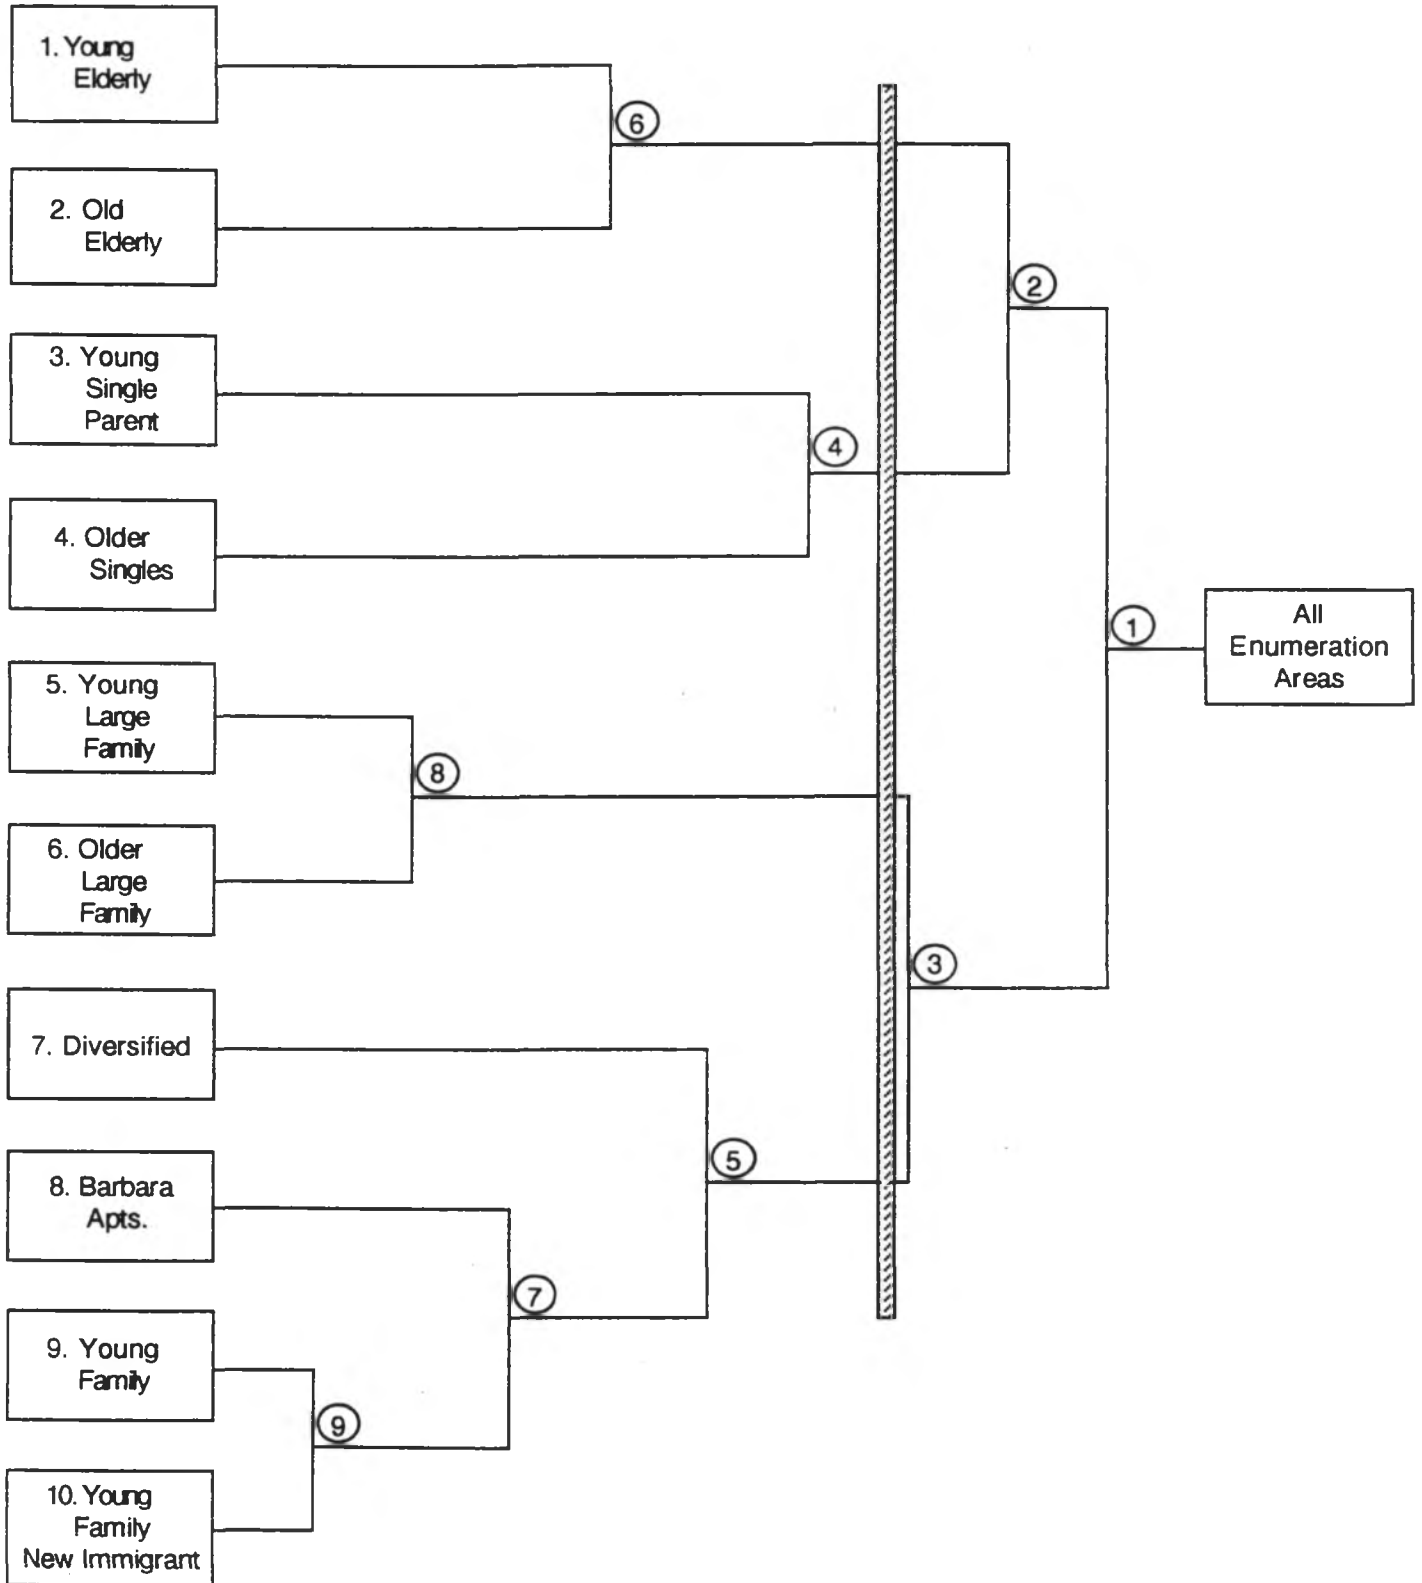 1. Young
Elderly
6
2. Old
Elderly
2
3. Young
Single
Parent
4
4. Older
Singles
1
All
Enumeration
Areas
5. Young
Large
Family
8
6. Older
Large
Family
3
7. Diversified
5
8. Barbara
Apts.
7
9. Young
Family
9
10. Young
Family
New Immigrant